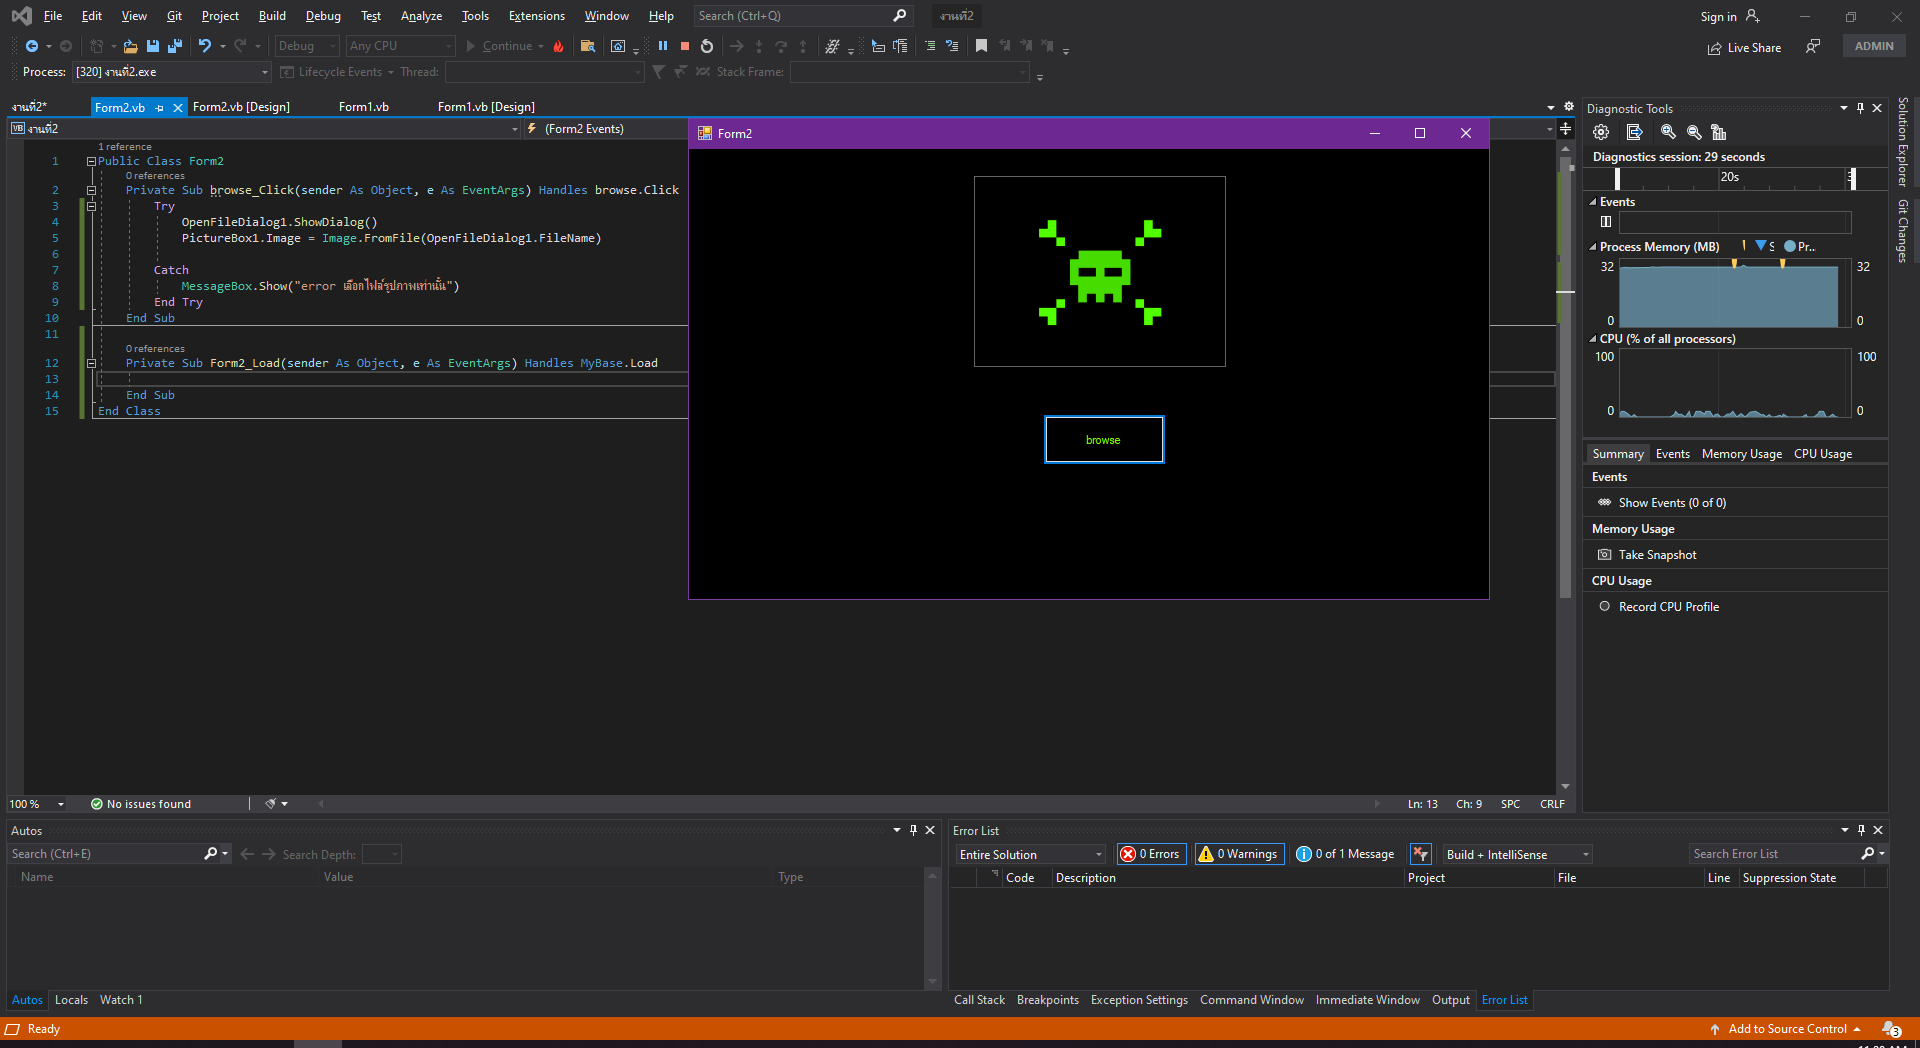 File Edit View Git Project Build Debug Test Analyze Tools Extensions Window Help Search (Ctrl+Q) งานที่2 Sign in
Debug Any CPU Continue Live Share ADMIN
Process: [320] งานที่2.exe Lifecycle Events Thread: Stack Frame:
งานที่2* Form2.vb Form2.vb [Design] Form1.vb Form1.vb [Design]
VB งานที่2 (Form2 Events)
1 reference
1 Public Class Form2
0 references
2 Private Sub browse_Click(sender As Object, e As EventArgs) Handles browse.Click
3 Try
4 OpenFileDialog1.ShowDialog()
5 PictureBox1.Image = Image.FromFile(OpenFileDialog1.FileName)
6
7 Catch
8 MessageBox.Show("error เลือกไฟล์รูปภาพเท่านั้น")
9 End Try
10 End Sub
11
0 references
12 Private Sub Form2_Load(sender As Object, e As EventArgs) Handles MyBase.Load
13
14 End Sub
15 End Class
Form2
browse
Diagnostic Tools
Diagnostics session: 29 seconds
20s
Events
Process Memory (MB) S Pr...
32 32
0 0
CPU (% of all processors)
100 100
0 0
Summary Events Memory Usage CPU Usage
Events
Show Events (0 of 0)
Memory Usage
Take Snapshot
CPU Usage
Record CPU Profile
Solution Explorer
Git Changes
100 % No issues found Ln: 13 Ch: 9 SPC CRLF
Autos
Search (Ctrl+E) Search Depth:
Name Value Type
Autos Locals Watch 1
Error List
Entire Solution 0 Errors 0 Warnings 0 of 1 Message Build + IntelliSense Search Error List
Code Description Project File Line Suppression State
Call Stack Breakpoints Exception Settings Command Window Immediate Window Output Error List
Ready Add to Source Control 3